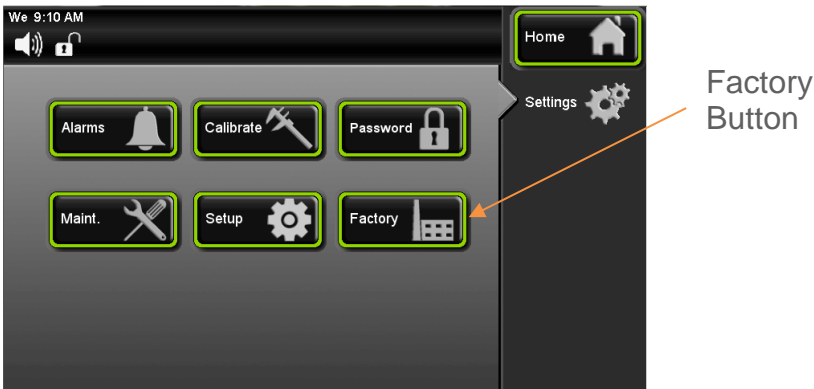 We 9:10 AM
Home
Settings
Alarms
Calibrate
Password
Maint.
Setup
Factory
Factory
Button